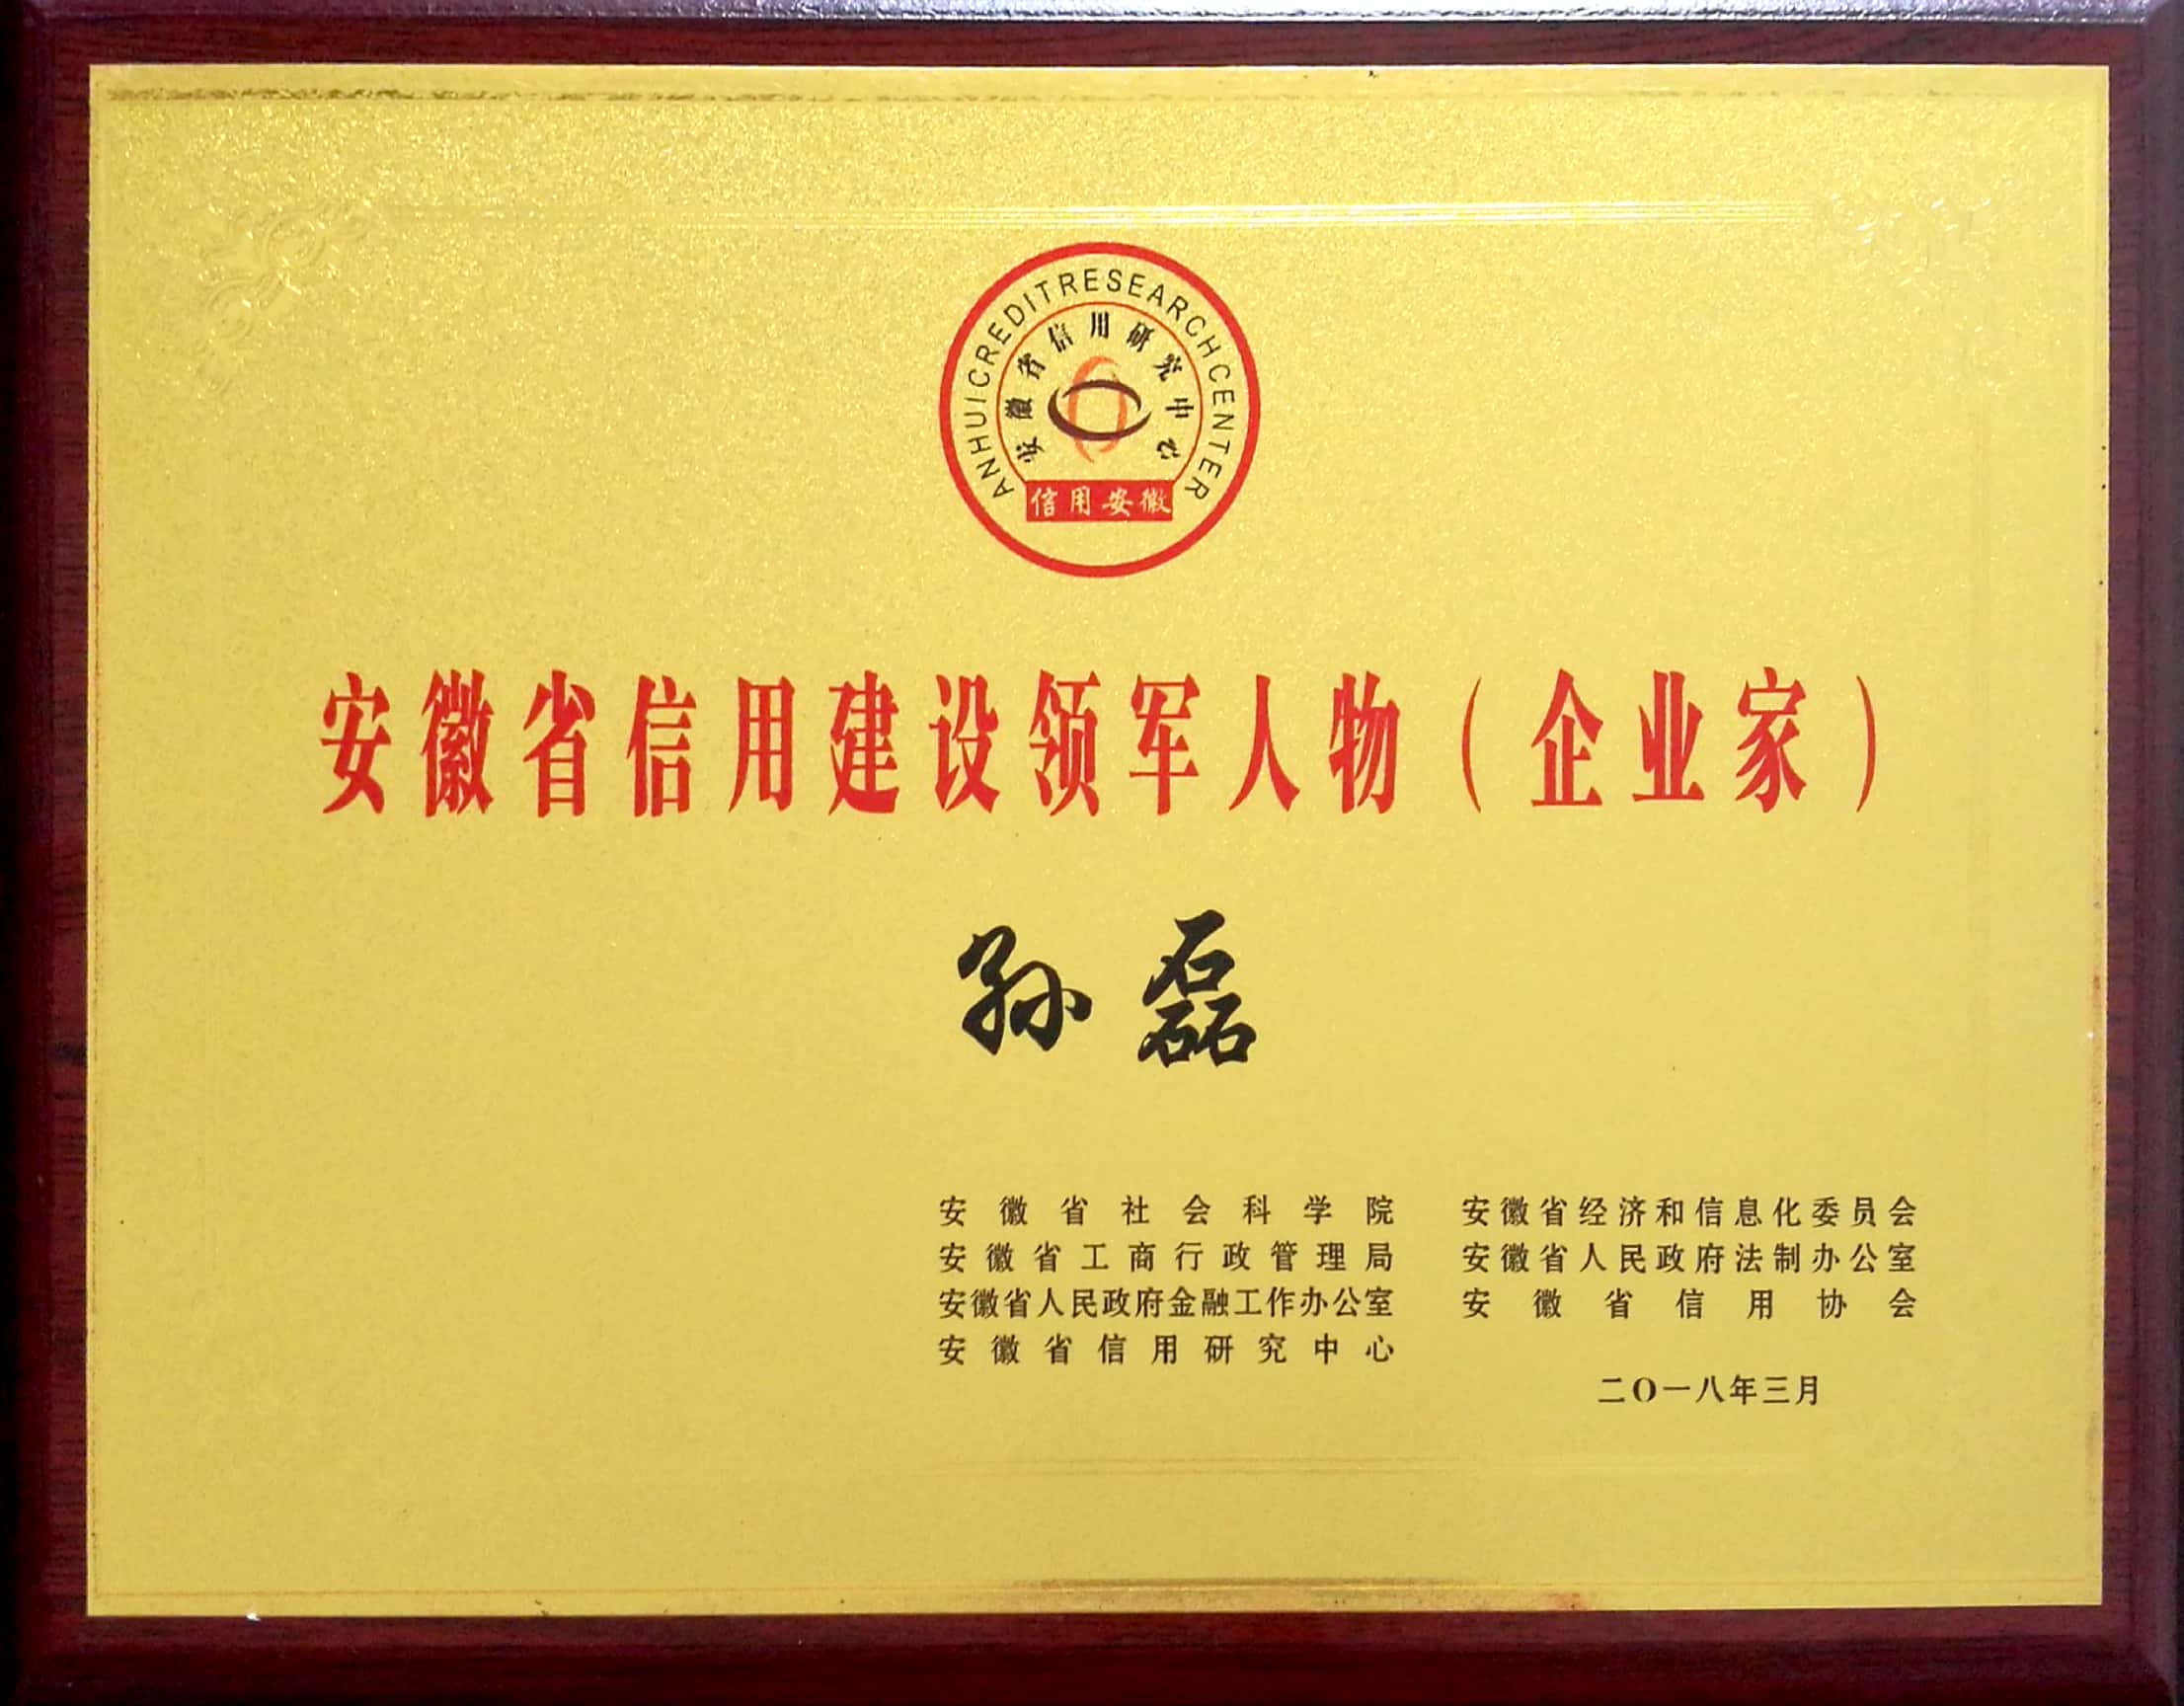 ANHUICREDITRESEARCHCENTER
安徽省信用研究中心
信用安徽
安徽省信用建设领军人物（企业家）
孙磊
安徽省社会科学院 安徽省经济和信息化委员会
安徽省工商行政管理局 安徽省人民政府法制办公室
安徽省人民政府金融工作办公室 安徽省信用协会
安徽省信用研究中心
二〇一八年三月